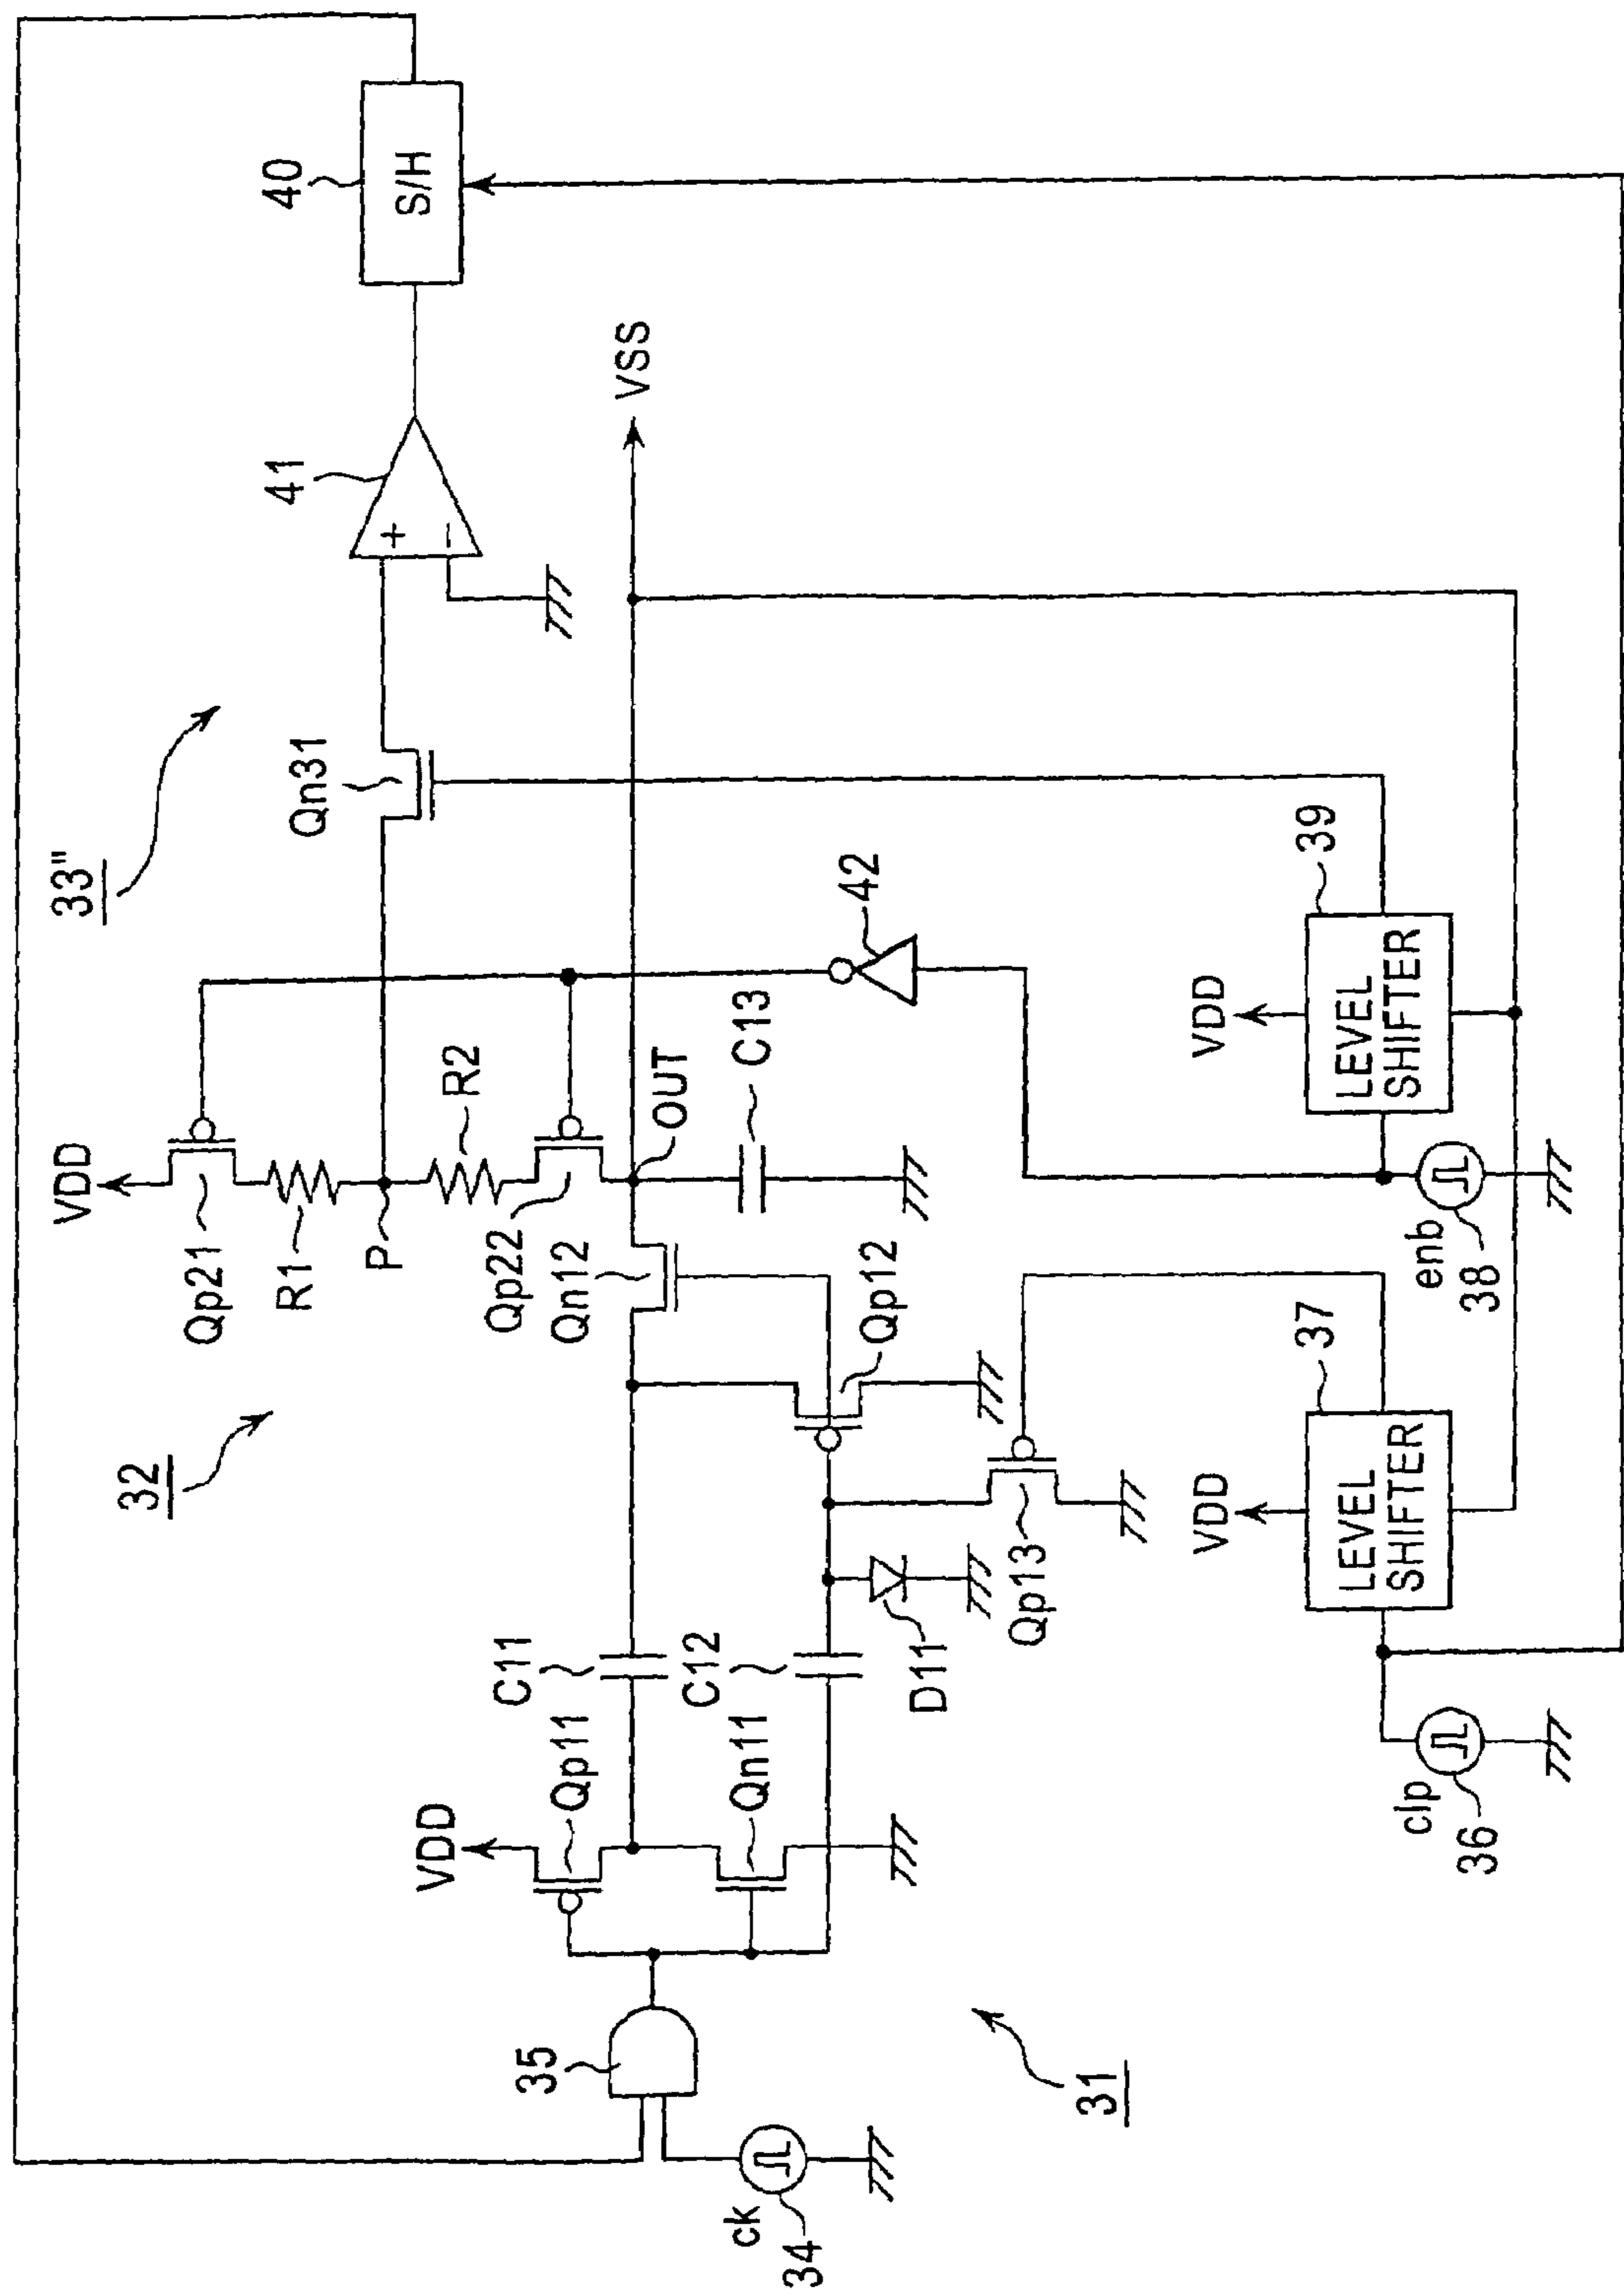 33"
32
31
40
S/H
41
+
−
VSS
Qn31
42
VDD
Qp21
R1
P
R2
Qp22
Qn12
OUT
C13
Qp12
Qp13
D11
C11
C12
VDD
Qp11
Qn11
35
ck
34
VDD
39
LEVEL
SHIFTER
enb
38
VDD
37
LEVEL
SHIFTER
clp
36